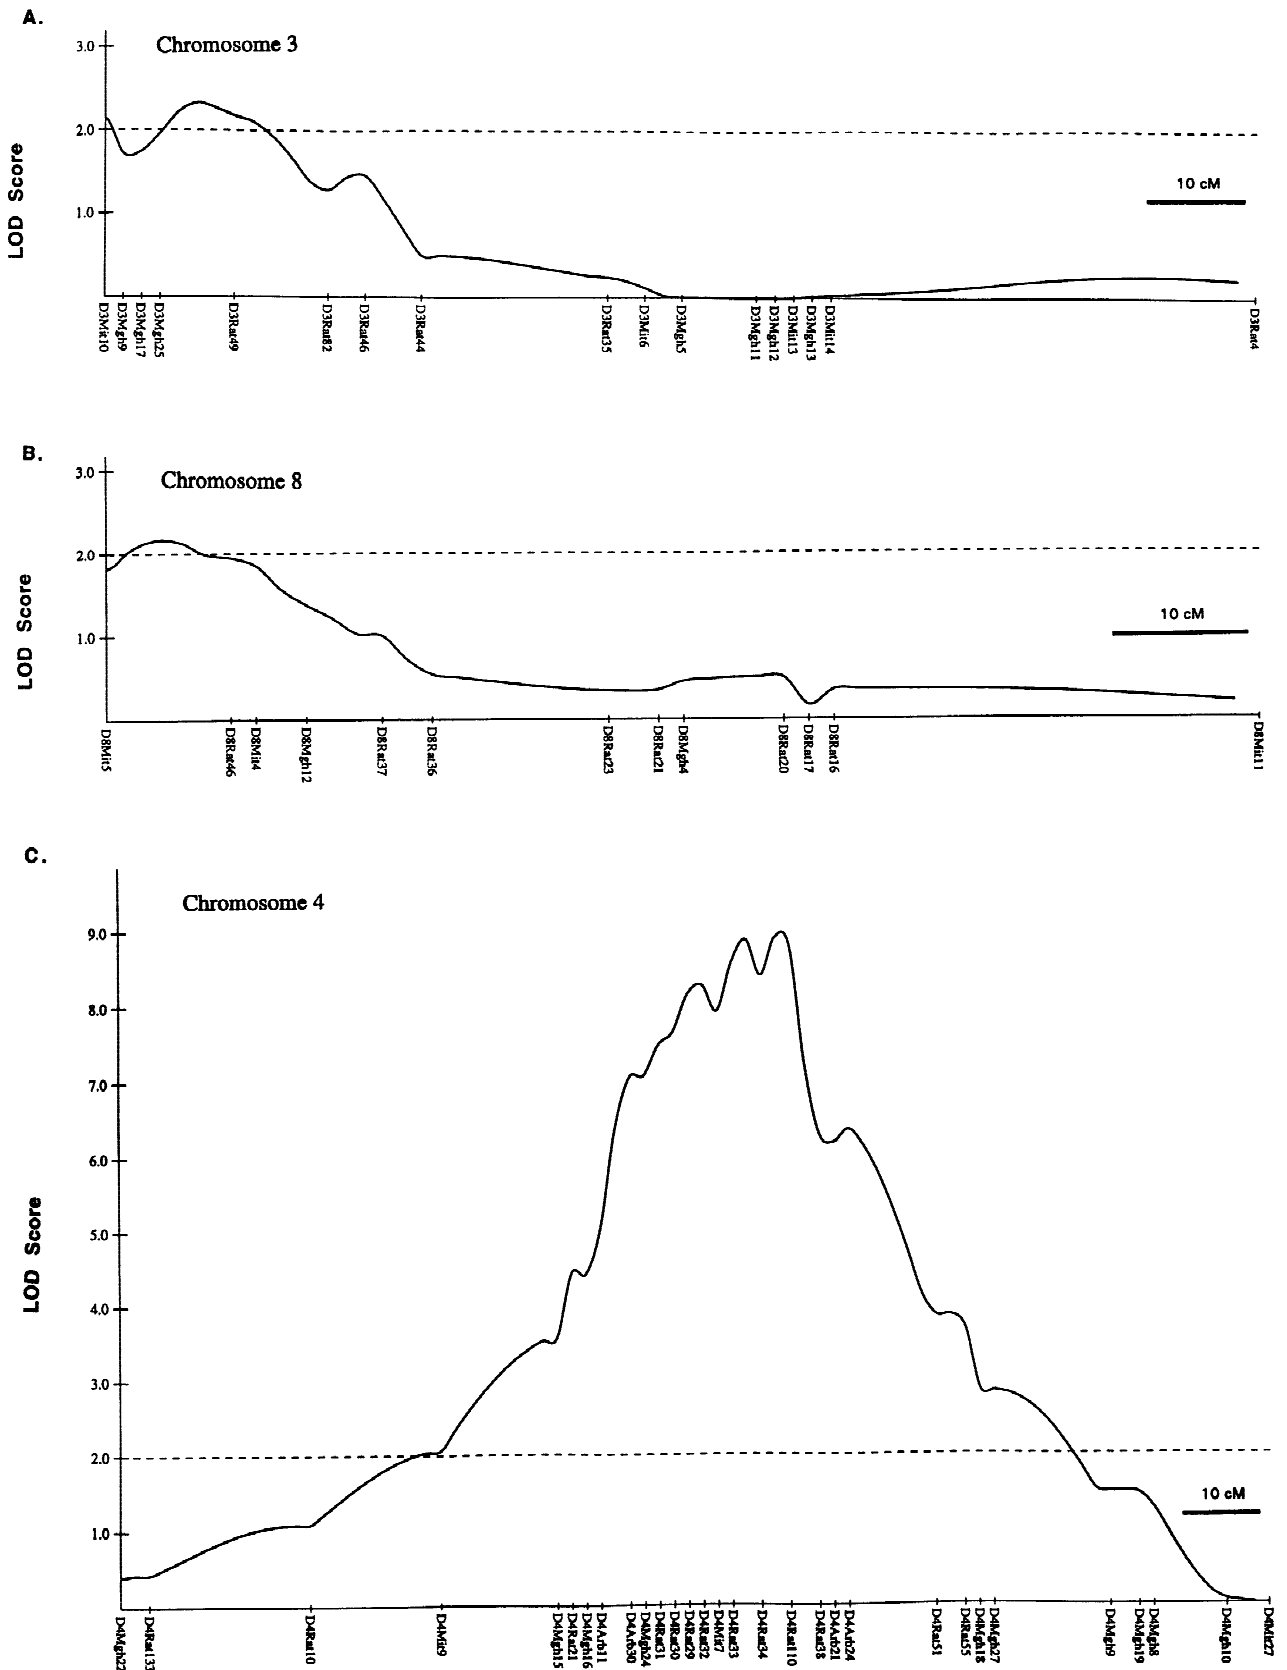 A.
Chromosome 3
3.0
2.0
1.0
LOD Score
10 cM
D3Mit10
D3Mgh9
D3Mgh17
D3Mgh25
D3Rat49
D3Rat82
D3Rat46
D3Rat44
D3Rat35
D3Mit6
D3Mgh5
D3Mgh11
D3Mgh12
D3Mit13
D3Mgh13
D3Mit14
D3Rat4
B.
Chromosome 8
3.0
2.0
1.0
LOD Score
10 cM
D8Mit5
D8Rat46
D8Mit4
D8Mgh12
D8Rat37
D8Rat36
D8Rat23
D8Rat21
D8Mgh4
D8Rat20
D8Rat17
D8Rat16
D8Mit11
C.
Chromosome 4
9.0
8.0
7.0
6.0
5.0
4.0
3.0
2.0
1.0
LOD Score
10 cM
D4Rat10
D4Mit9
D4Mgh15
D4Rat21
D4Mgh16
D4Arb11
D4Arb30
D4Mgh24
D4Rat31
D4Rat30
D4Rat29
D4Rat32
D4Mit7
D4Rat33
D4Rat34
D4Rat110
D4Rat38
D4Arb21
D4Arb24
D4Rat51
D4Rat55
D4Mgh18
D4Mgh27
D4Mgh9
D4Mgh19
D4Mgh8
D4Mgh10
D4Mit27